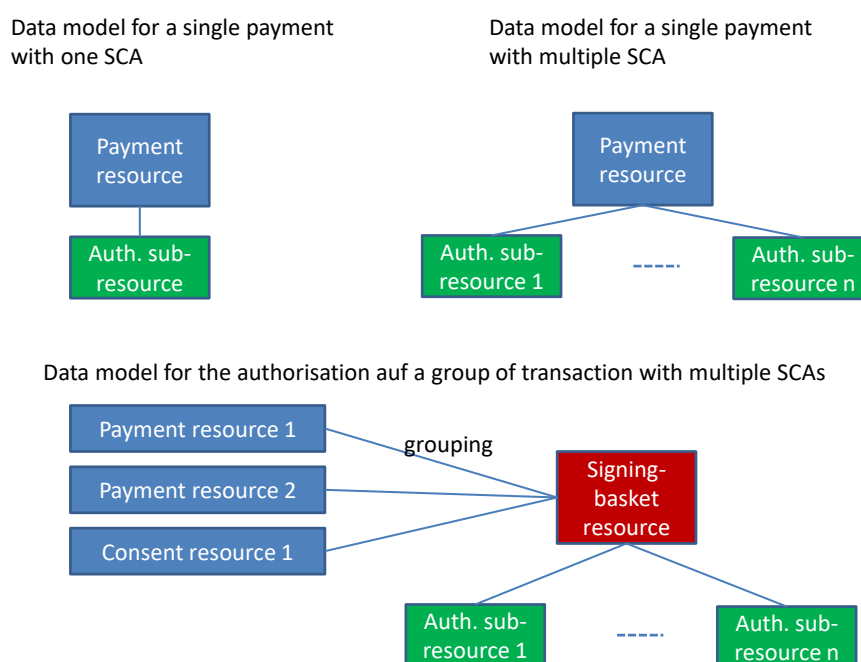 Data model for a single payment
with one SCA
Data model for a single payment
with multiple SCA
Payment
resource
Auth. sub-
resource
Payment
resource
Auth. sub-
resource 1
Auth. sub-
resource n
Data model for the authorisation auf a group of transaction with multiple SCAs
Payment resource 1
Payment resource 2
Consent resource 1
grouping
Signing-
basket
resource
Auth. sub-
resource 1
Auth. sub-
resource n